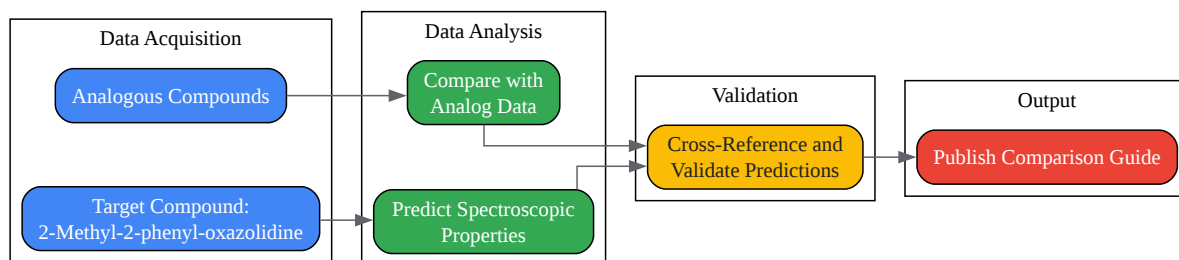 Data Acquisition
Analogous Compounds
Target Compound:
2-Methyl-2-phenyl-oxazolidine
Data Analysis
Compare with
Analog Data
Predict Spectroscopic
Properties
Validation
Cross-Reference and
Validate Predictions
Output
Publish Comparison Guide